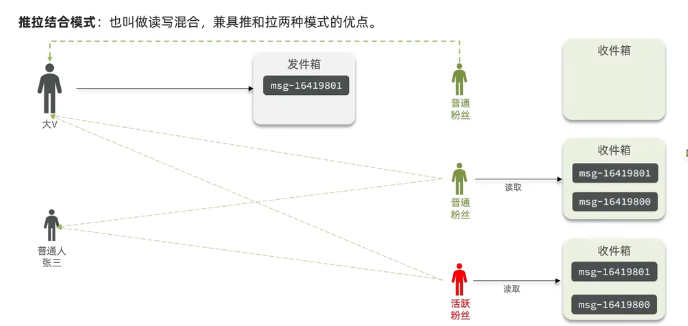 推拉结合模式：也叫做读写混合，兼具推和拉两种模式的优点。
发件箱
msg-16419801
大V
普通
粉丝
收件箱
普通
粉丝
读取
收件箱
msg-16419801
msg-16419800
普通人
张三
活跃
粉丝
读取
收件箱
msg-16419801
msg-16419800